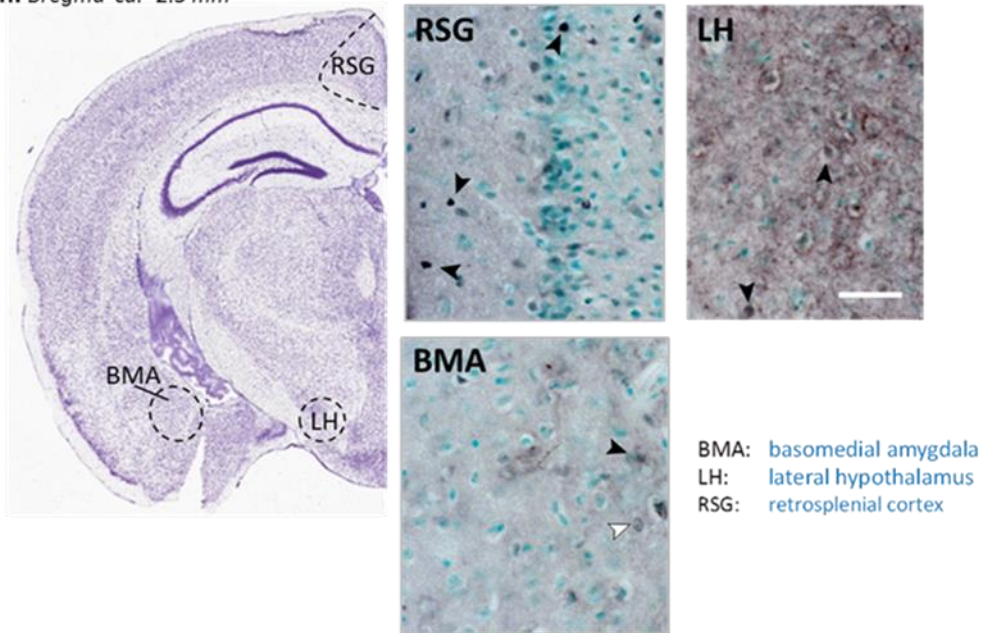 Bregma ca. -2.5 mm
RSG
BMA
LH
RSG
LH
BMA
BMA: basomedial amygdala
LH: lateral hypothalamus
RSG: retrosplenial cortex